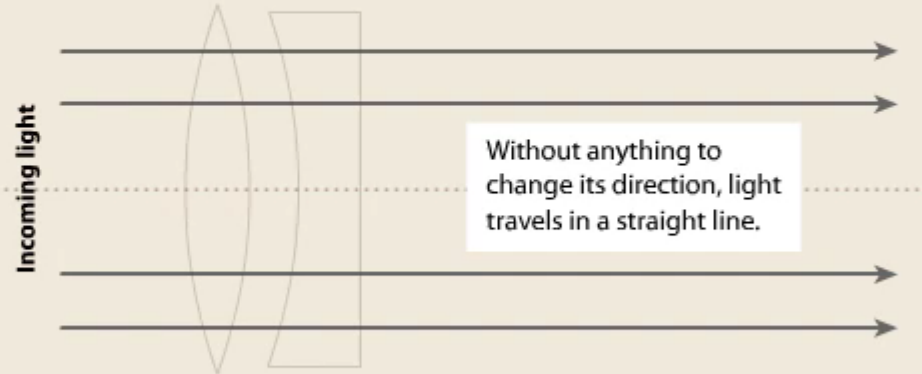 Incoming light
Without anything to
change its direction, light
travels in a straight line.